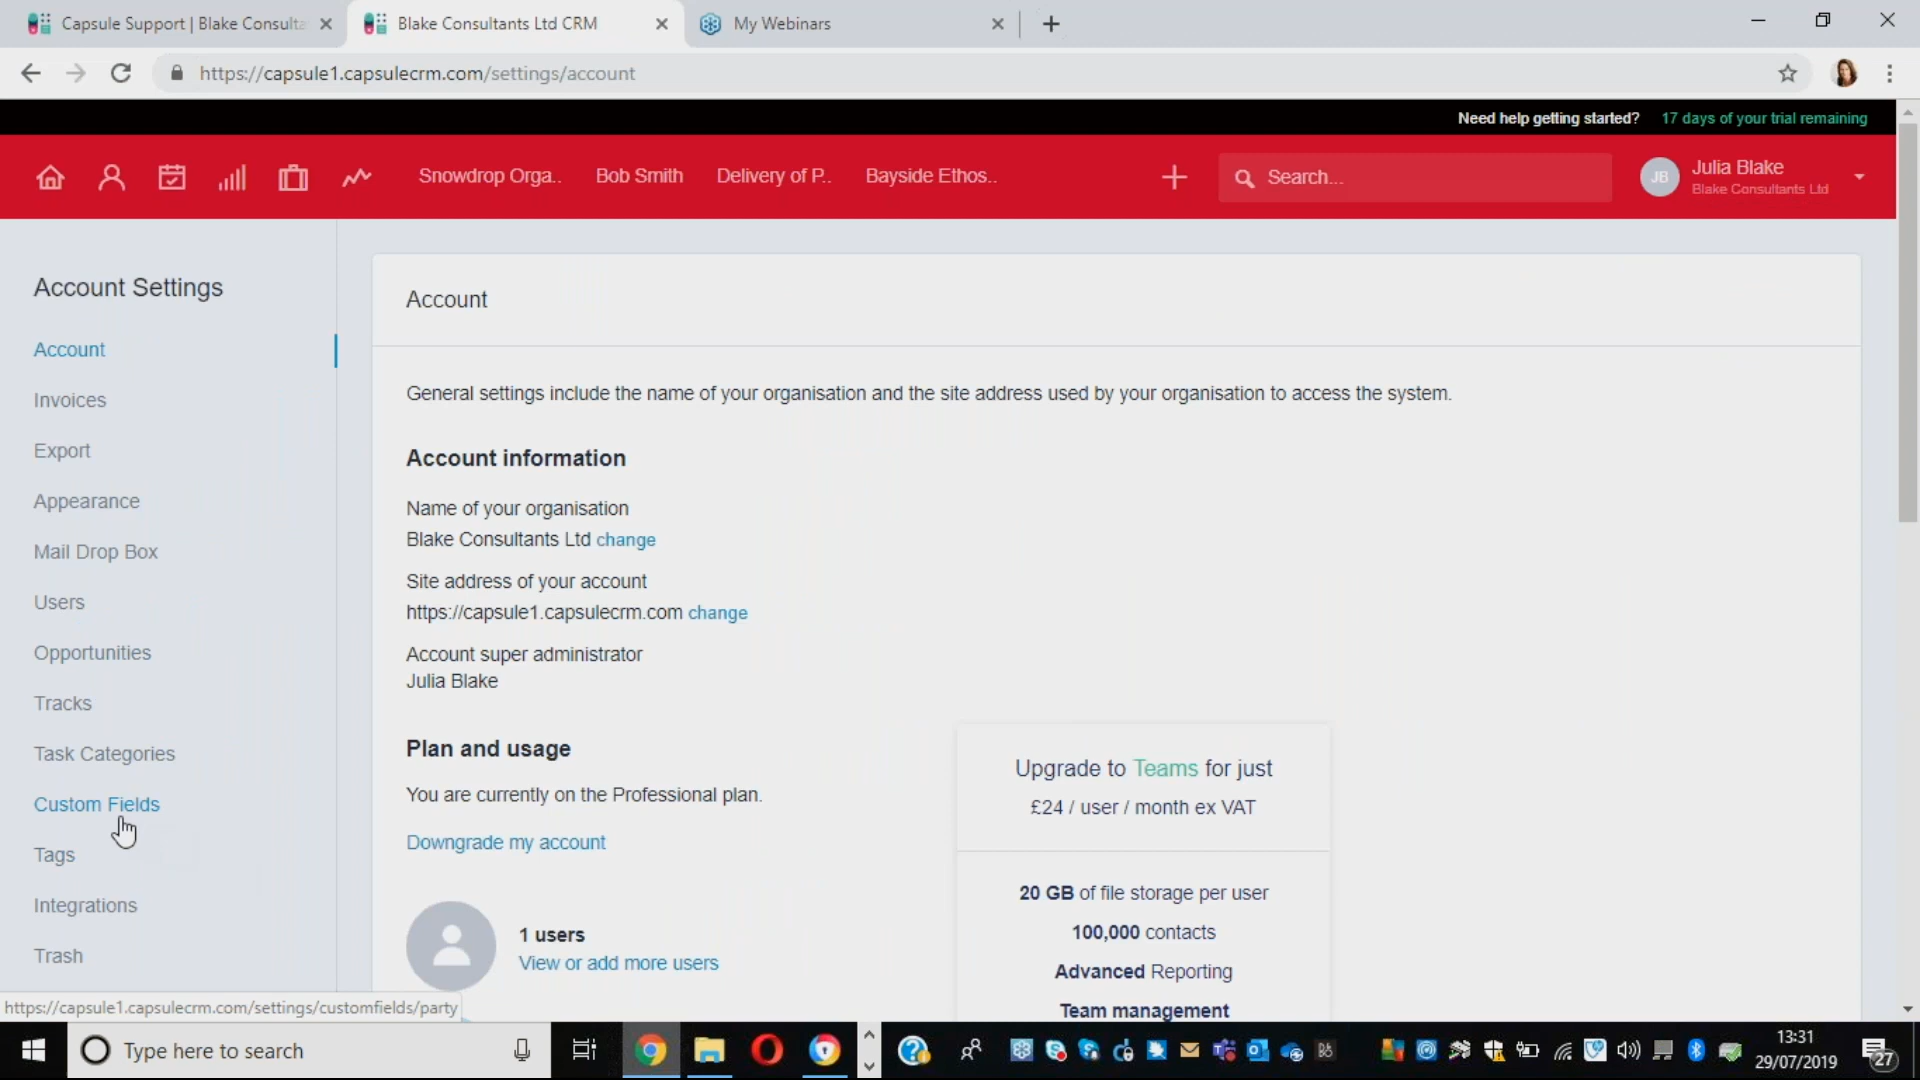 Capsule Support | Blake Consulta
Blake Consultants Ltd CRM
My Webinars
https://capsule1.capsulecrm.com/settings/account
Need help getting started?
17 days of your trial remaining
Snowdrop Orga..
Bob Smith
Delivery of P..
Bayside Ethos..
Search...
JB
Julia Blake
Blake Consultants Ltd
Account Settings
Account
Invoices
Export
Appearance
Mail Drop Box
Users
Opportunities
Tracks
Task Categories
Custom Fields
Tags
Integrations
Trash
Account
General settings include the name of your organisation and the site address used by your organisation to access the system.
Account information
Name of your organisation
Blake Consultants Ltd change
Site address of your account
https://capsule1.capsulecrm.com change
Account super administrator
Julia Blake
Plan and usage
You are currently on the Professional plan.
Downgrade my account
1 users
View or add more users
Upgrade to Teams for just
£24 / user / month ex VAT
20 GB of file storage per user
100,000 contacts
Advanced Reporting
Team management
https://capsule1.capsulecrm.com/settings/customfields/party
Type here to search
13:31
29/07/2019
27